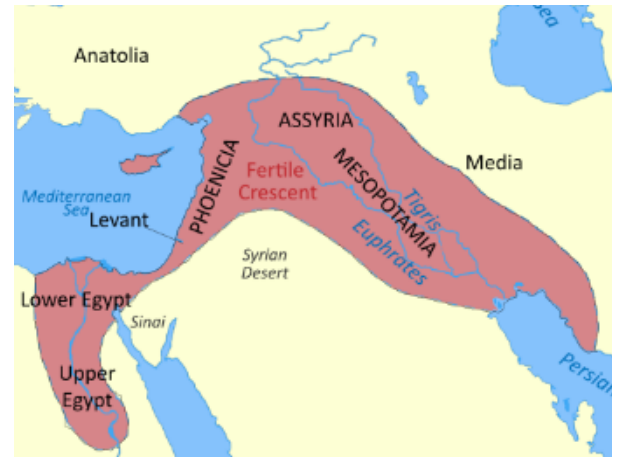 Sea
Anatolia
ASSYRIA
Media
Fertile
Crescent
PHOENICIA
MESOPOTAMIA
Tigris
Euphrates
Mediterranean
Sea
Levant
Syrian
Desert
Lower Egypt
Sinai
Upper
Egypt
Persian